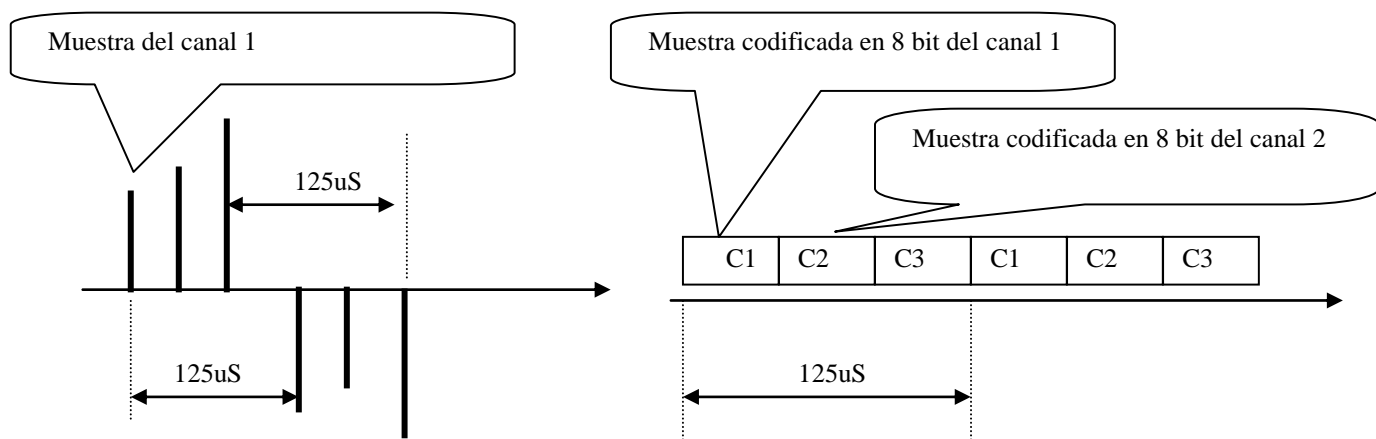 Muestra del canal 1
Muestra codificada en 8 bit del canal 1
Muestra codificada en 8 bit del canal 2
125uS
C1 C2 C3 C1 C2 C3
125uS
125uS